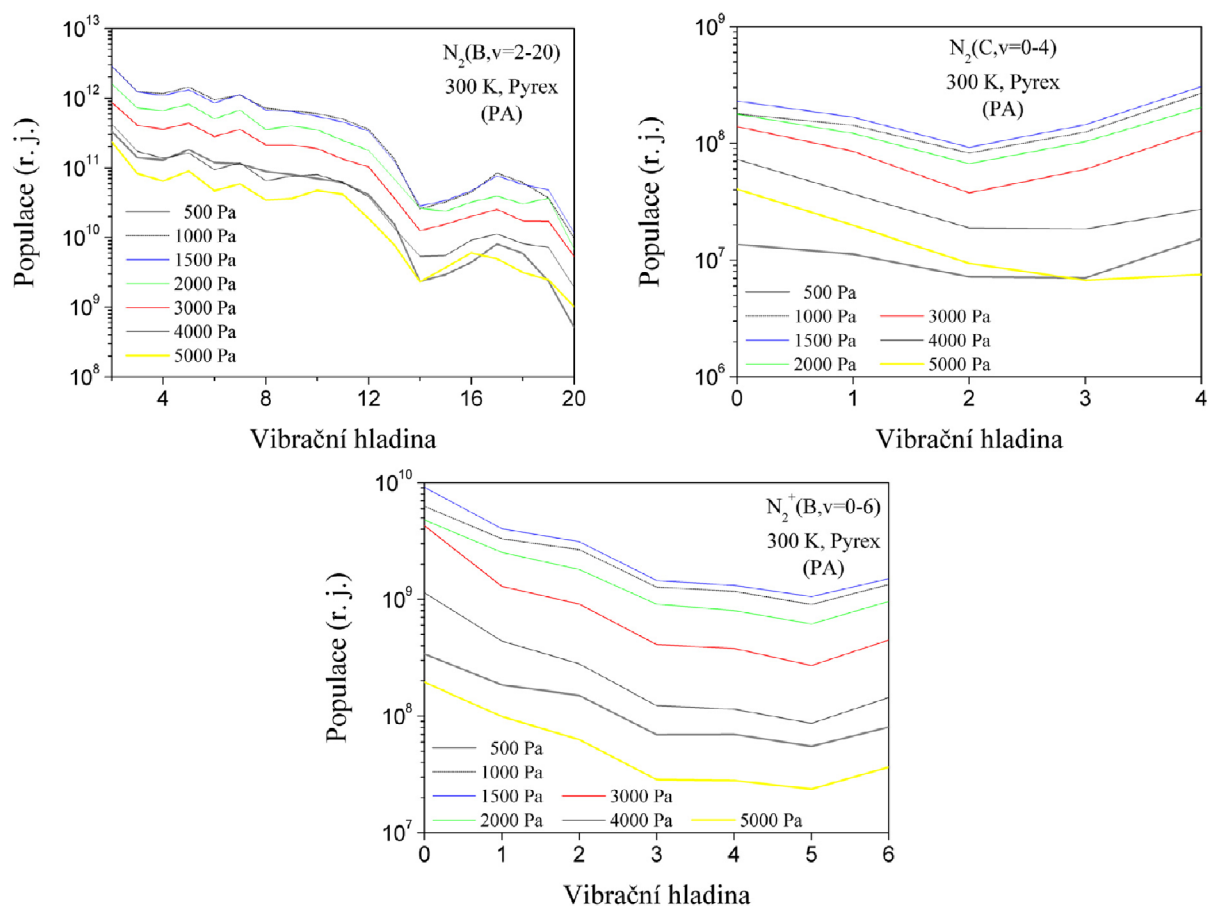 10^13
10^12
10^11
10^10
10^9
10^8
Populace (r. j.)
N₂(B,v=2-20)
300 K, Pyrex
(PA)
500 Pa
1000 Pa
1500 Pa
2000 Pa
3000 Pa
4000 Pa
5000 Pa
4 8 12 16 20
Vibrační hladina
10^9
10^8
10^7
10^6
Populace (r. j.)
N₂(C,v=0-4)
300 K, Pyrex
(PA)
500 Pa
1000 Pa 3000 Pa
1500 Pa 4000 Pa
2000 Pa 5000 Pa
0 1 2 3 4
Vibrační hladina
10^10
10^9
10^8
10^7
Populace (r. j.)
N₂⁺(B,v=0-6)
300 K, Pyrex
(PA)
500 Pa
1000 Pa
1500 Pa 3000 Pa
2000 Pa 4000 Pa 5000 Pa
0 1 2 3 4 5 6
Vibrační hladina